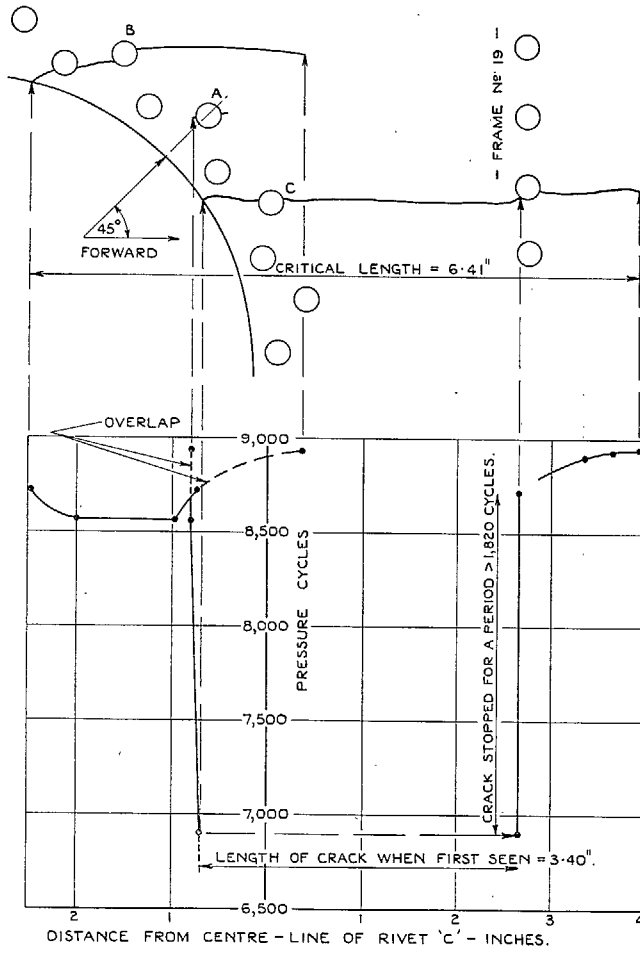 B
A.
- FRAME Nº 19 -
C
45°
FORWARD
CRITICAL LENGTH = 6·41"
OVERLAP
9,000
8,500
8,000
7,500
7,000
6,500
PRESSURE CYCLES
CRACK STOPPED FOR A PERIOD > 1,820 CYCLES.
LENGTH OF CRACK WHEN FIRST SEEN = 3·40".
2 1 1 2 3 4
DISTANCE FROM CENTRE-LINE OF RIVET 'C' - INCHES.